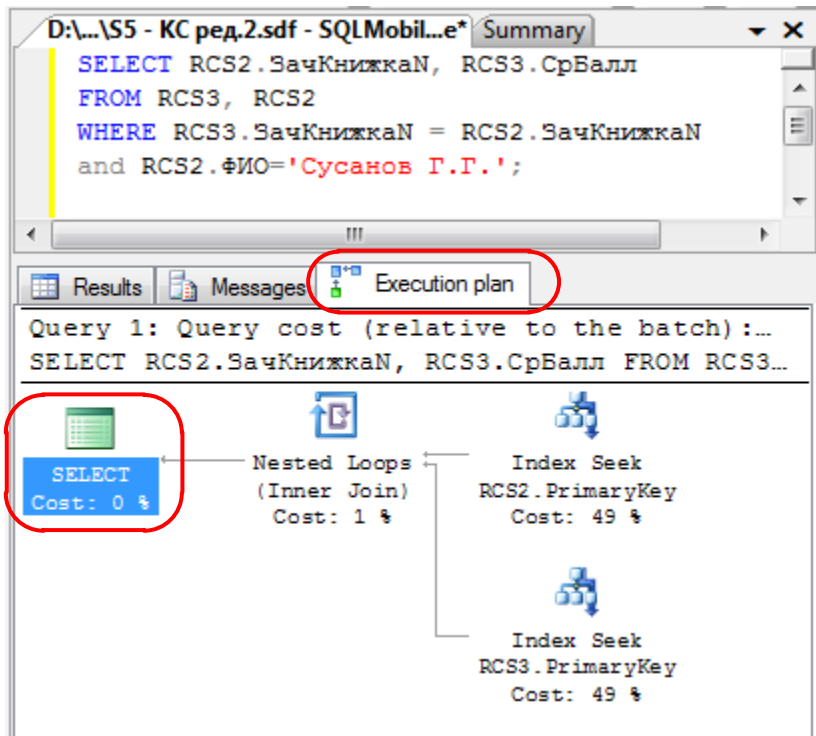 D:\...\S5 - КС ред.2.sdf - SQLMobil...e* Summary
SELECT RCS2.ЗачКнижкаN, RCS3.СрБалл
FROM RCS3, RCS2
WHERE RCS3.ЗачКнижкаN = RCS2.ЗачКнижкаN
and RCS2.ФИО='Сусанов Г.Г.';
Results Messages Execution plan
Query 1: Query cost (relative to the batch):…
SELECT RCS2.ЗачКнижкаN, RCS3.СрБалл FROM RCS3…
SELECT
Cost: 0 %
Nested Loops
(Inner Join)
Cost: 1 %
Index Seek
RCS2.PrimaryKey
Cost: 49 %
Index Seek
RCS3.PrimaryKey
Cost: 49 %